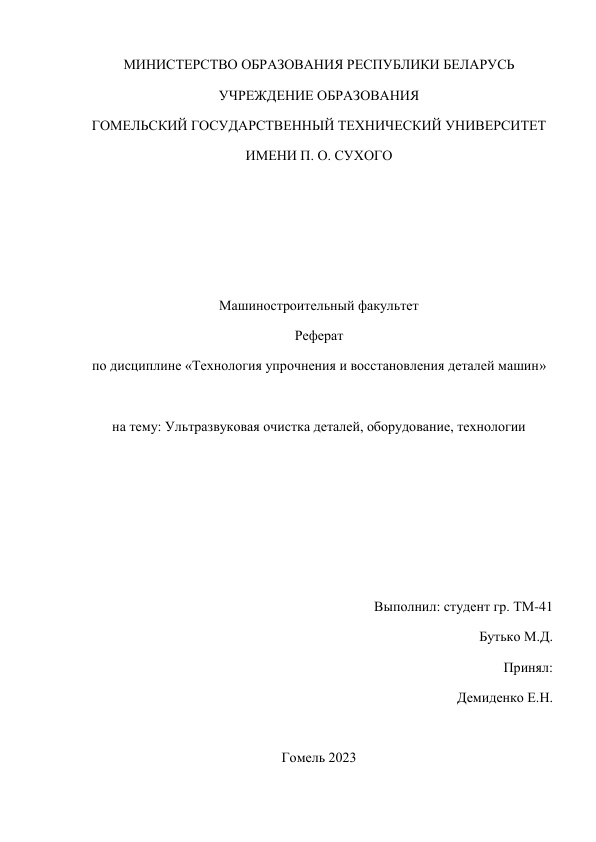 МИНИСТЕРСТВО ОБРАЗОВАНИЯ РЕСПУБЛИКИ БЕЛАРУСЬ
УЧРЕЖДЕНИЕ ОБРАЗОВАНИЯ
ГОМЕЛЬСКИЙ ГОСУДАРСТВЕННЫЙ ТЕХНИЧЕСКИЙ УНИВЕРСИТЕТ
ИМЕНИ П. О. СУХОГО
Машиностроительный факультет
Реферат
по дисциплине «Технология упрочнения и восстановления деталей машин»
на тему: Ультразвуковая очистка деталей, оборудование, технологии
Выполнил: студент гр. ТМ-41
Бутько М.Д.
Принял:
Демиденко Е.Н.
Гомель 2023